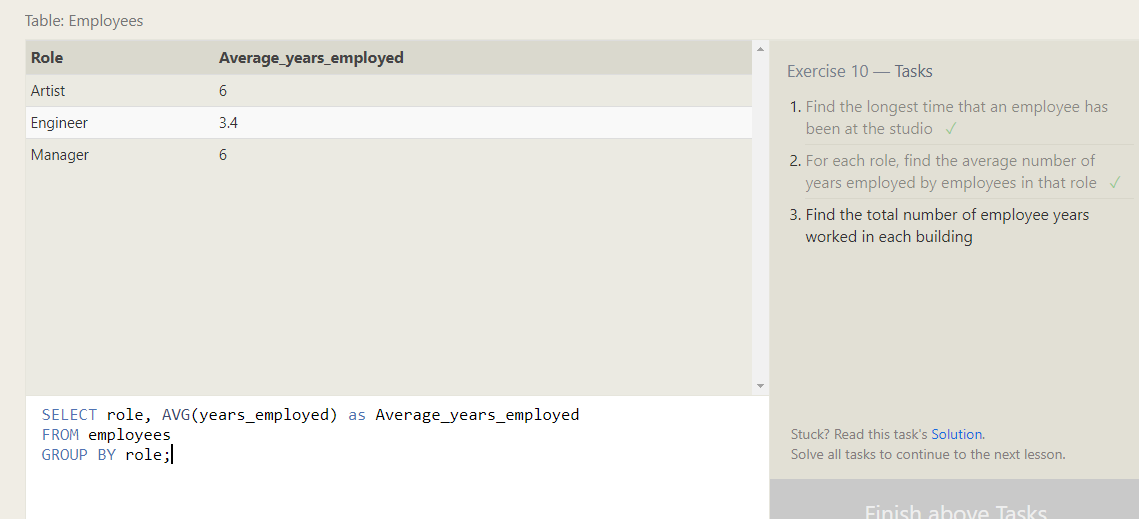 Table: Employees
Role Average_years_employed
Artist 6
Engineer 3.4
Manager 6
SELECT role, AVG(years_employed) as Average_years_employed
FROM employees
GROUP BY role;
Exercise 10 — Tasks
1. Find the longest time that an employee has
been at the studio ✓
2. For each role, find the average number of
years employed by employees in that role ✓
3. Find the total number of employee years
worked in each building
Stuck? Read this task's Solution.
Solve all tasks to continue to the next lesson.
Finish above Tasks